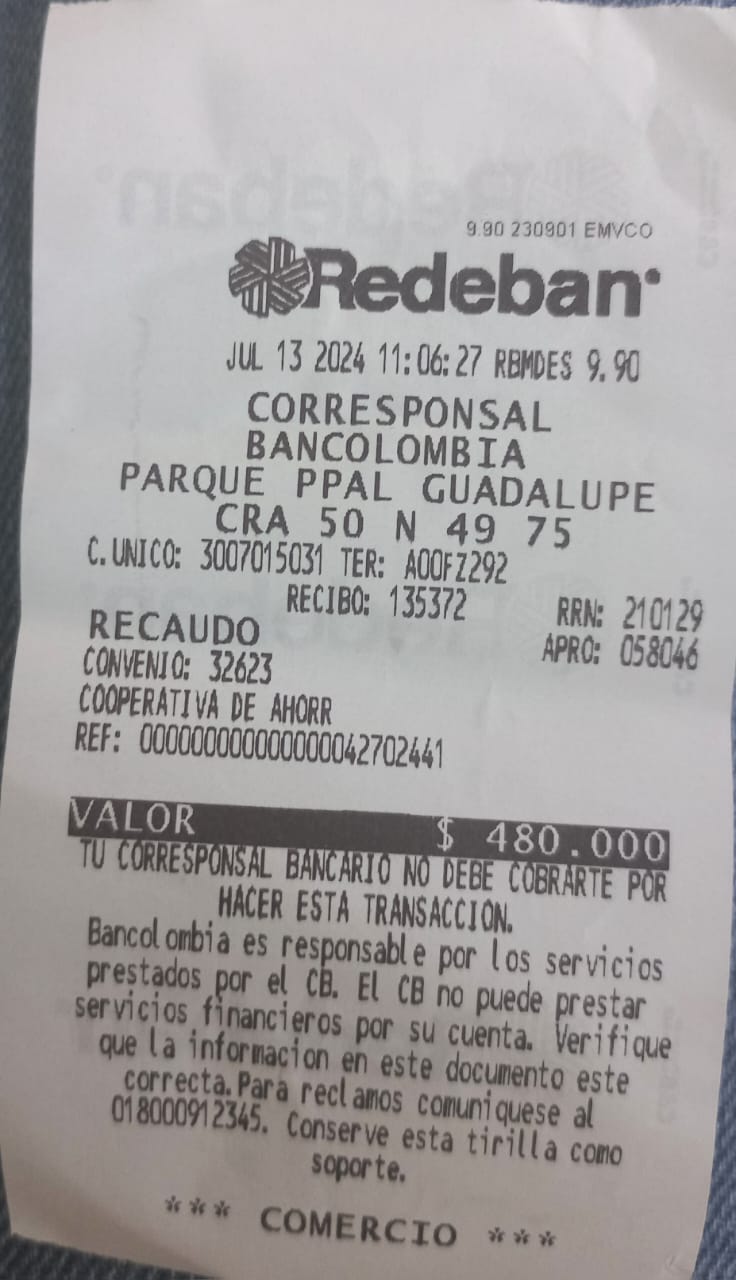 9.90 230901 EMVCO
Redeban
JUL 13 2024 11:06:27 RBMDES 9.90
CORRESPONSAL
BANCOLOMBIA
PARQUE PPAL GUADALUPE
CRA 50 N 49 75
C.UNICO: 3007015031 TER: A00FZ292
RECIBO: 135372 RRN: 210129
RECAUDO APRO: 058046
CONVENIO: 32623
COOPERATIVA DE AHORR
REF: 000000000000000042702441
VALOR $ 480.000
TU CORRESPONSAL BANCARIO NO DEBE COBRARTE POR
HACER ESTA TRANSACCION.
Bancolombia es responsable por los servicios
prestados por el CB. El CB no puede prestar
servicios financieros por su cuenta. Verifique
que la informacion en este documento este
correcta.Para reclamos comuniquese al
018000912345. Conserve esta tirilla como
soporte.
*** COMERCIO ***